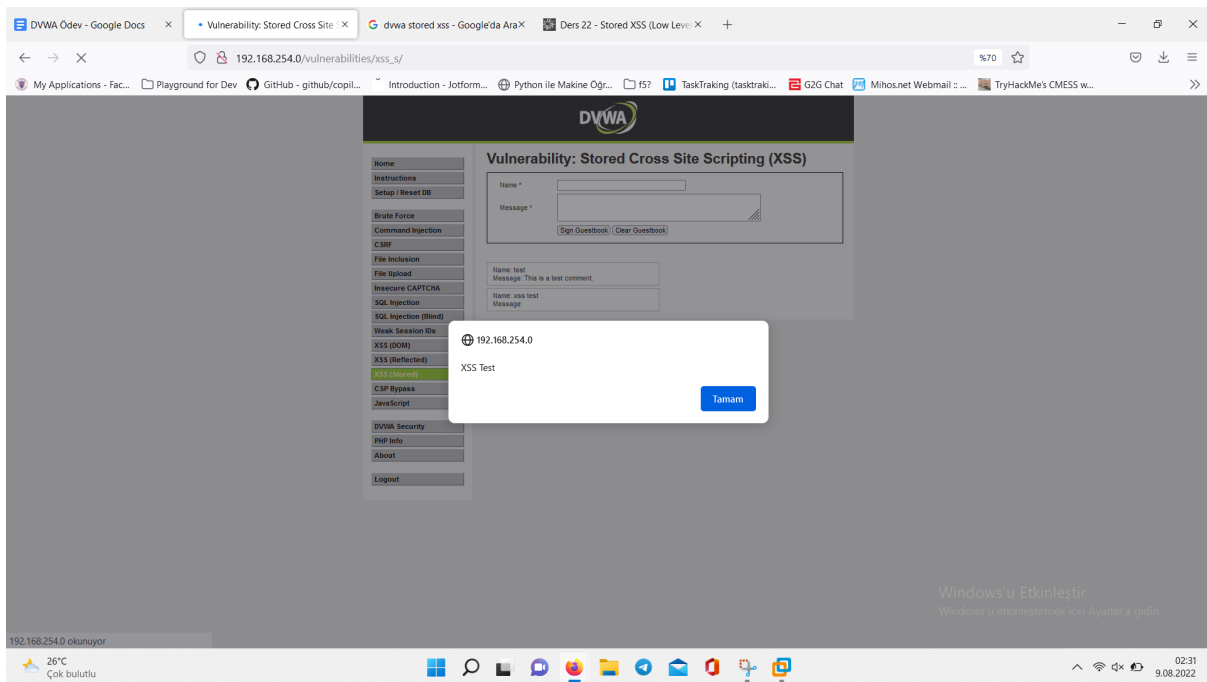 DVWA Ödev - Google Docs
Vulnerability: Stored Cross Site S
dvwa stored xss - Google'da Ara
Ders 22 - Stored XSS (Low Level
192.168.254.0/vulnerabilities/xss_s/
%70
My Applications - Fac...
Playground for Dev
GitHub - github/copil...
Introduction - Jotform...
Python ile Makine Öğr...
f5?
TaskTraking (tasktraki...
G2G Chat
Mihos.net Webmail :: ...
TryHackMe's CMESS w...
DVWA
Home
Instructions
Setup / Reset DB
Brute Force
Command Injection
CSRF
File Inclusion
File Upload
Insecure CAPTCHA
SQL Injection
SQL Injection (Blind)
Weak Session IDs
XSS (DOM)
XSS (Reflected)
XSS (Stored)
CSP Bypass
JavaScript
DVWA Security
PHP Info
About
Logout
Vulnerability: Stored Cross Site Scripting (XSS)
Name *
Message *
Sign Guestbook Clear Guestbook
Name: test
Message: This is a test comment.
Name: xss test
Message:
192.168.254.0
XSS Test
Tamam
Windows'u Etkinleştir
Windows'u etkinleştirmek için Ayarlar'a gidin.
192.168.254.0 okunuyor
26°C
Çok bulutlu
02:31
9.08.2022